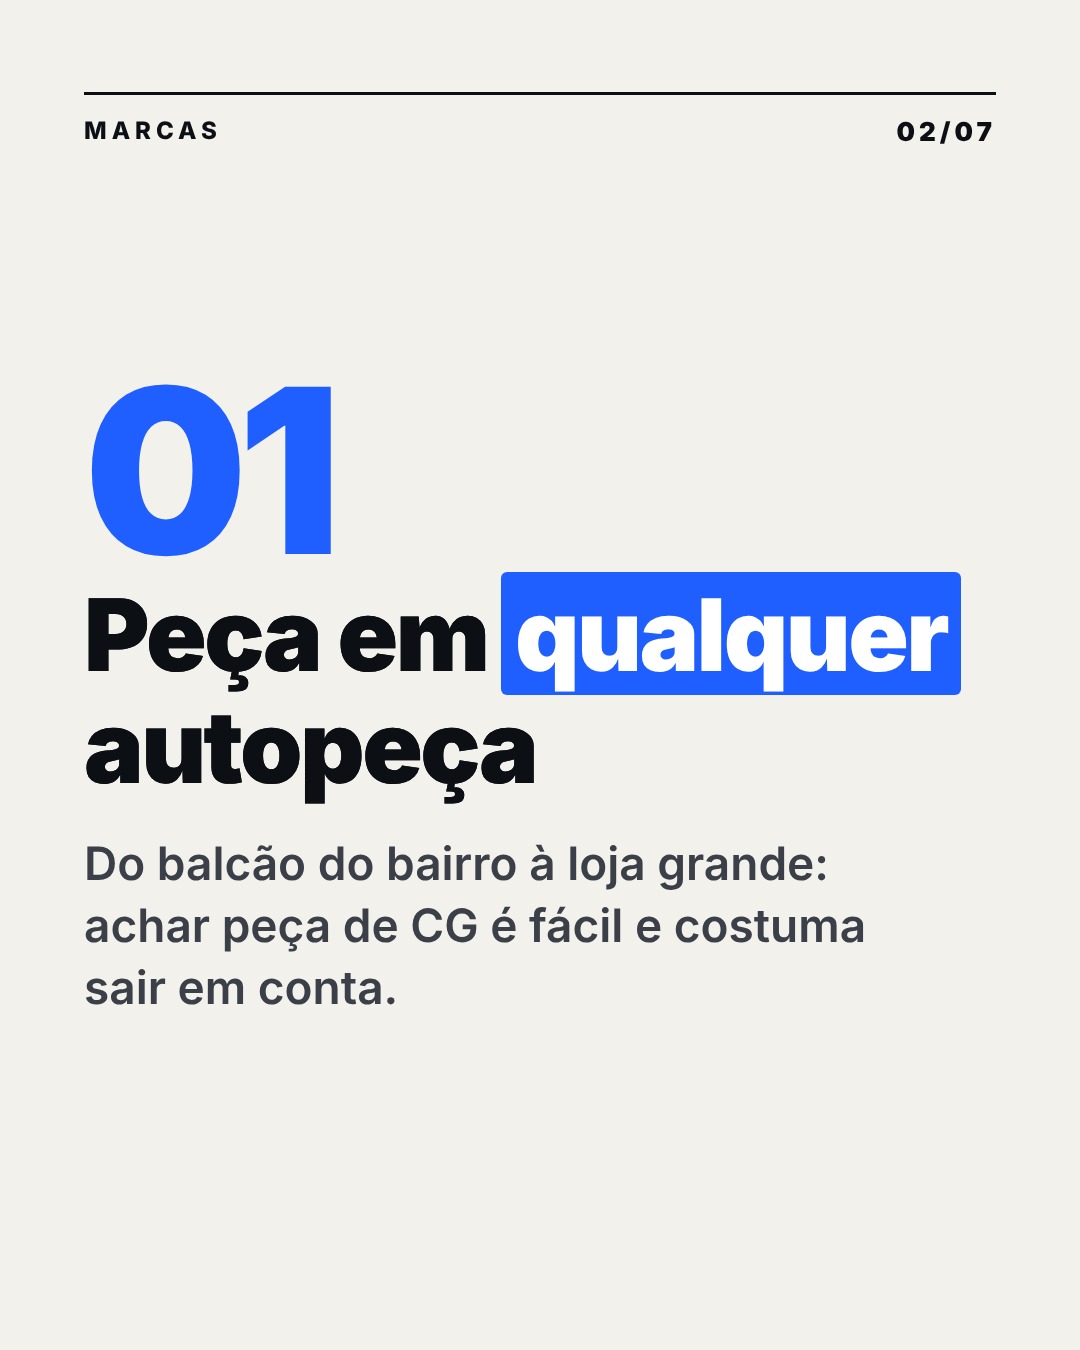 MARCAS
02/07
01
Peça em qualquer
autopeça
Do balcão do bairro à loja grande:
achar peça de CG é fácil e costuma
sair em conta.